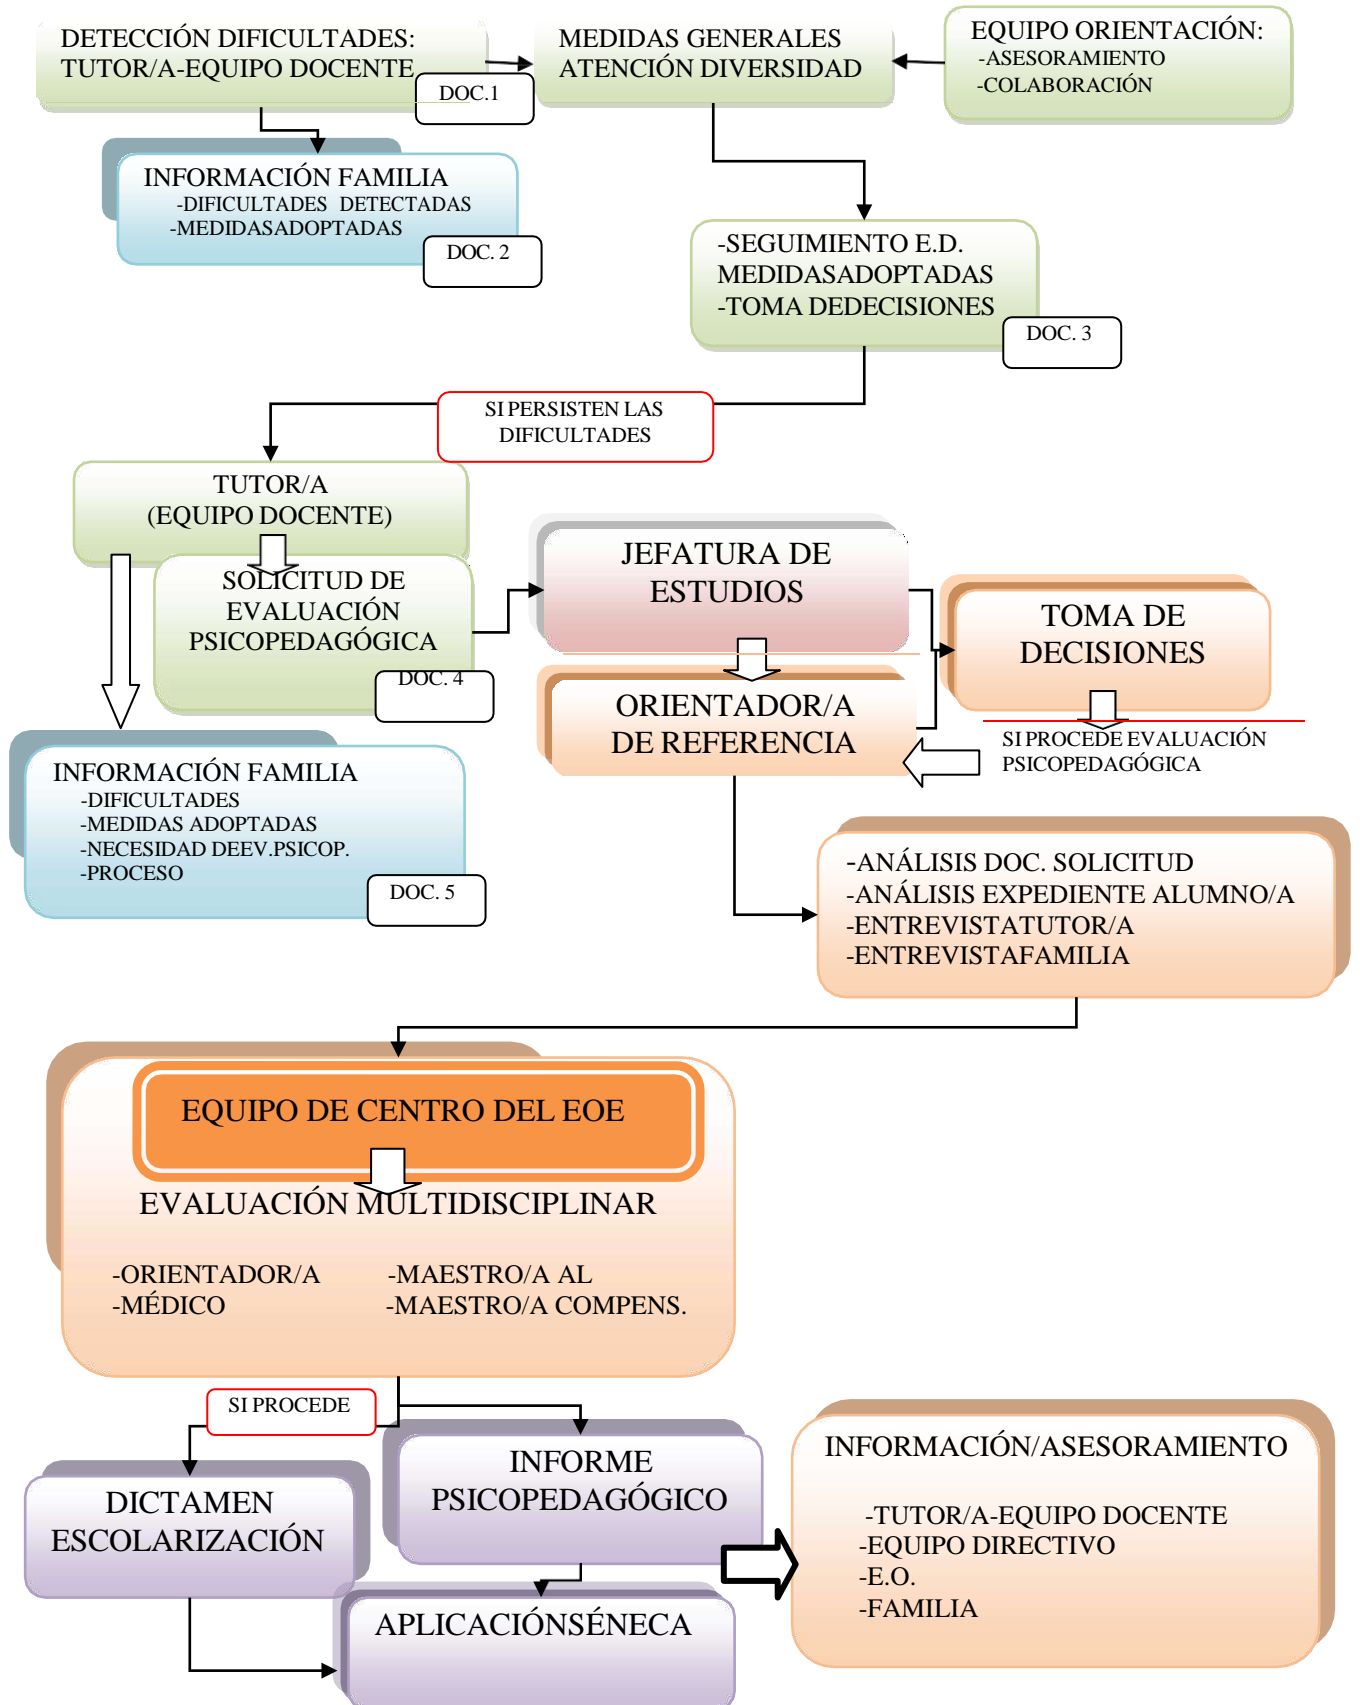 DETECCIÓN DIFICULTADES:
TUTOR/A-EQUIPO DOCENTE
DOC.1
MEDIDAS GENERALES
ATENCIÓN DIVERSIDAD
EQUIPO ORIENTACIÓN:
-ASESORAMIENTO
-COLABORACIÓN
INFORMACIÓN FAMILIA
-DIFICULTADES DETECTADAS
-MEDIDASADOPTADAS
DOC. 2
-SEGUIMIENTO E.D.
MEDIDASADOPTADAS
-TOMA DEDECISIONES
DOC. 3
SI PERSISTEN LAS
DIFICULTADES
TUTOR/A
(EQUIPO DOCENTE)
SOLICITUD DE
EVALUACIÓN
PSICOPEDAGÓGICA
DOC. 4
JEFATURA DE
ESTUDIOS
TOMA DE
DECISIONES
ORIENTADOR/A
DE REFERENCIA
SI PROCEDE EVALUACIÓN
PSICOPEDAGÓGICA
INFORMACIÓN FAMILIA
-DIFICULTADES
-MEDIDAS ADOPTADAS
-NECESIDAD DEEV.PSICOP.
-PROCESO
DOC. 5
-ANÁLISIS DOC. SOLICITUD
-ANÁLISIS EXPEDIENTE ALUMNO/A
-ENTREVISTATUTOR/A
-ENTREVISTAFAMILIA
EQUIPO DE CENTRO DEL EOE
EVALUACIÓN MULTIDISCIPLINAR
-ORIENTADOR/A
-MÉDICO
-MAESTRO/A AL
-MAESTRO/A COMPENS.
SI PROCEDE
DICTAMEN
ESCOLARIZACIÓN
INFORME
PSICOPEDAGÓGICO
APLICACIÓNSÉNECA
INFORMACIÓN/ASESORAMIENTO
-TUTOR/A-EQUIPO DOCENTE
-EQUIPO DIRECTIVO
-E.O.
-FAMILIA